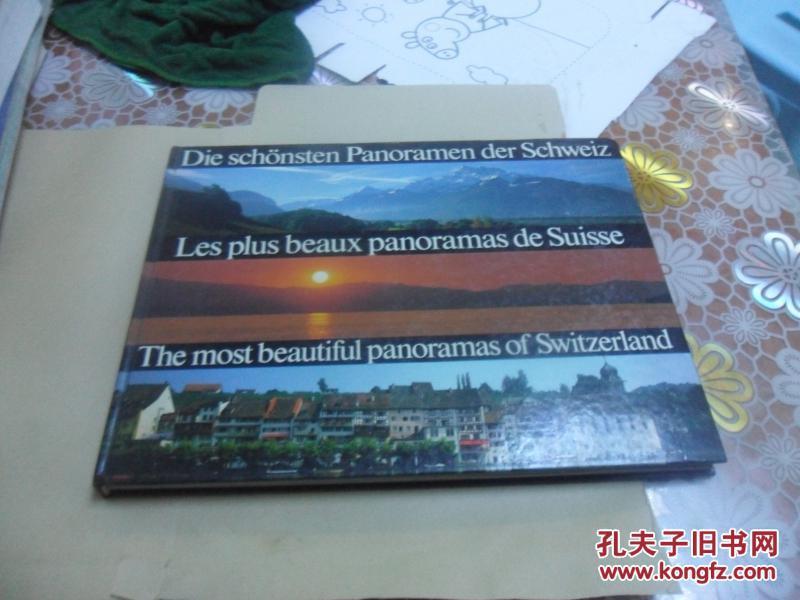 Die schönsten Panoramen der Schweiz
Les plus beaux panoramas de Suisse
The most beautiful panoramas of Switzerland
孔夫子旧书网
www.kongfz.com